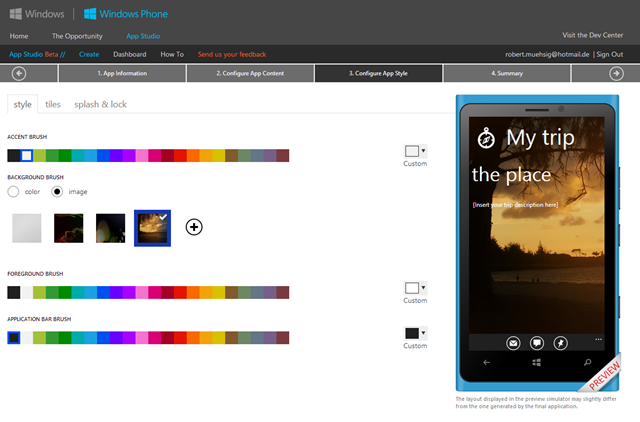 Windows | Windows Phone
Home The Opportunity App Studio Visit the Dev Center
App Studio Beta // Create Dashboard How To Send us your feedback robert.muehsig@hotmail.de | Sign Out
1. App Information 2. Configure App Content 3. Configure App Style 4. Summary
style tiles splash & lock
ACCENT BRUSH
Custom
BACKGROUND BRUSH
color image
FOREGROUND BRUSH
Custom
APPLICATION BAR BRUSH
Custom
My trip
the place
[Insert your trip description here]
PREVIEW
The layout displayed in the preview simulator may slightly differ
from the one generated by the final application.